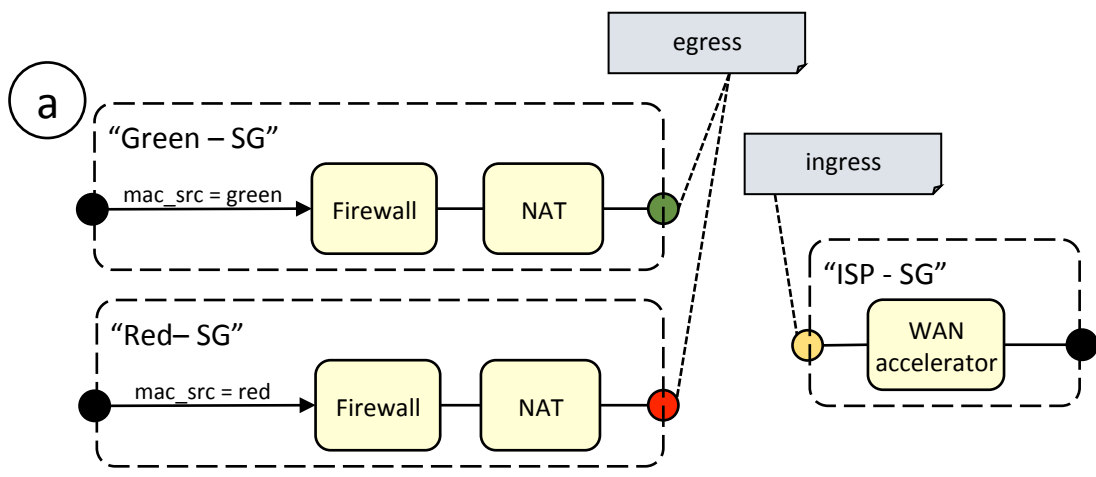 egress
a
“Green – SG”
ingress
mac_src = green
Firewall
NAT
“ISP - SG”
“Red– SG”
WAN
accelerator
mac_src = red
Firewall
NAT